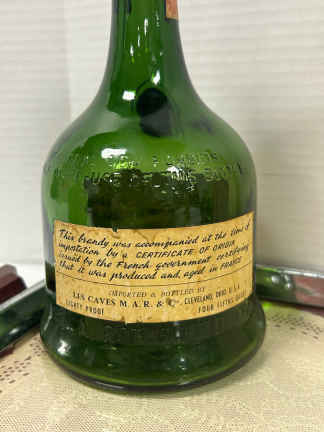 This brandy was accompanied at the time of
importation by a CERTIFICATE OF ORIGIN
issued by the French government certifying
that it was produced and aged in FRANCE
IMPORTED & BOTTLED BY
LES CAVES M. A. R. & Co. CLEVELAND, OHIO, U.S.A.
EIGHTY PROOF FOUR FIFTHS QUART